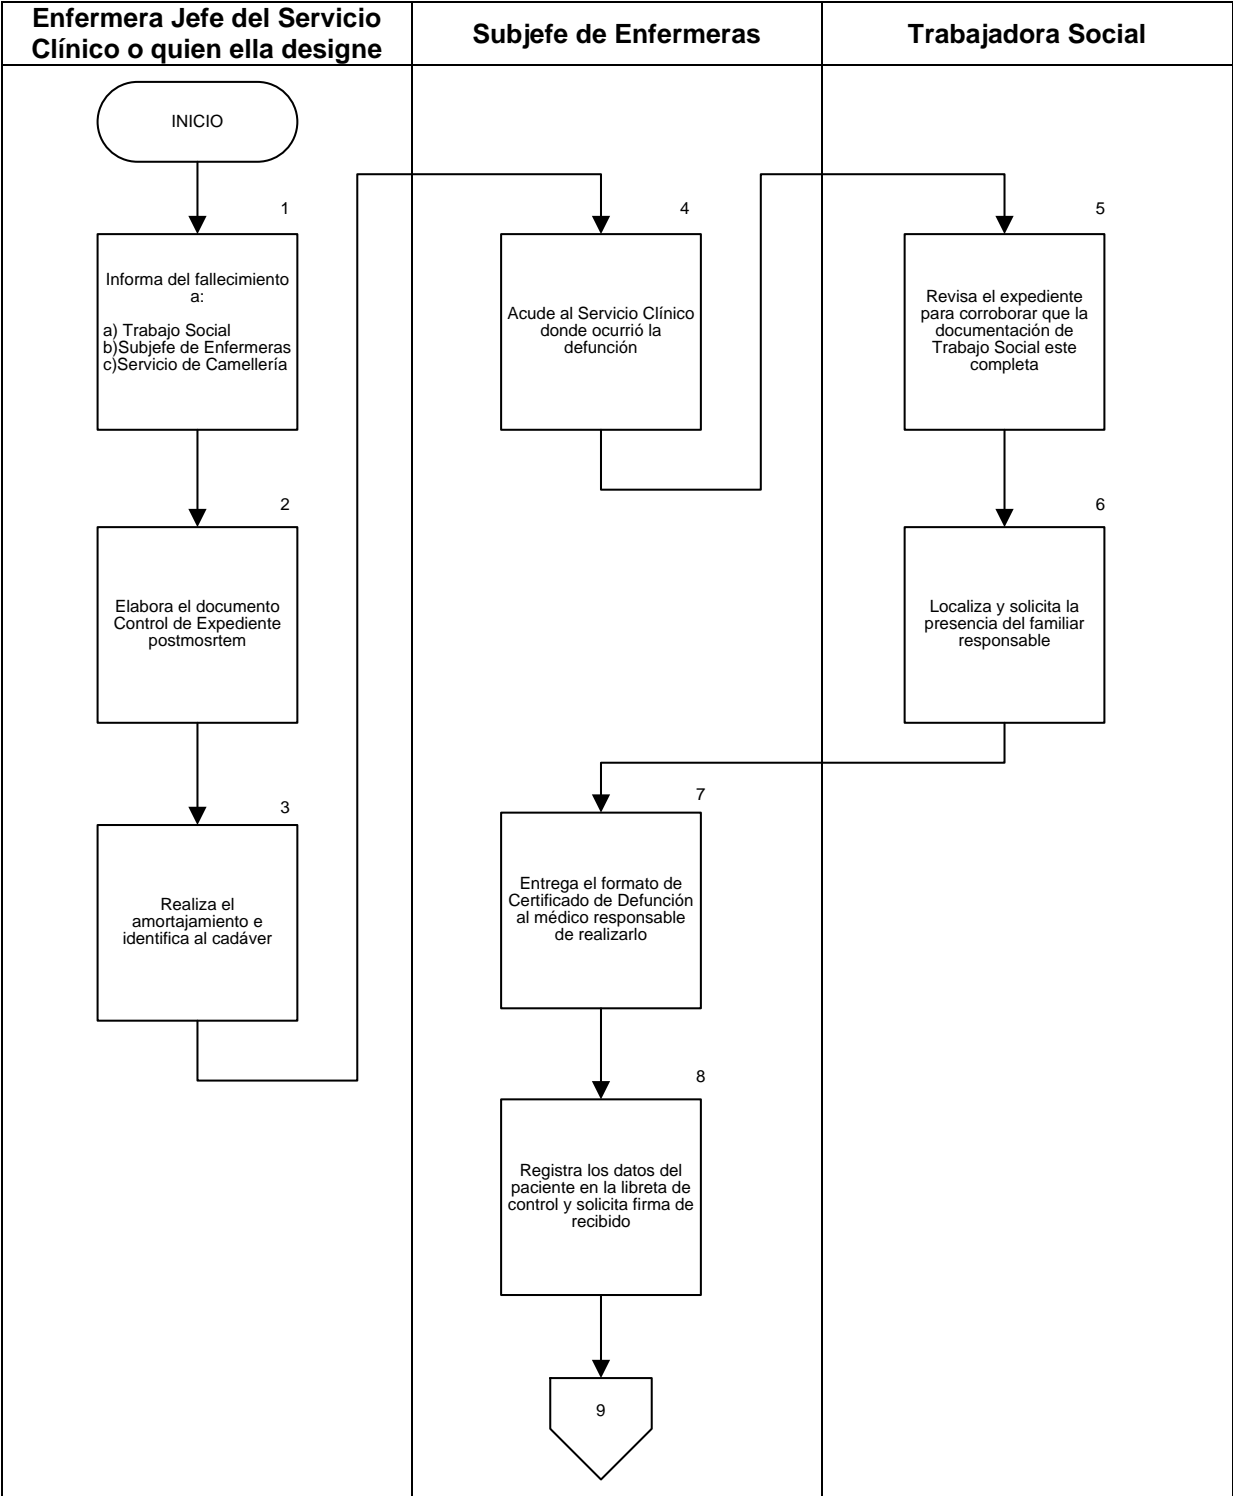 Enfermera Jefe del Servicio
Clínico o quien ella designe
Subjefe de Enfermeras
Trabajadora Social
INICIO
1
Informa del fallecimiento
a:
a) Trabajo Social
b)Subjefe de Enfermeras
c)Servicio de Camellería
2
Elabora el documento
Control de Expediente
postmosrtem
3
Realiza el
amortajamiento e
identifica al cadáver
4
Acude al Servicio Clínico
donde ocurrió la
defunción
5
Revisa el expediente
para corroborar que la
documentación de
Trabajo Social este
completa
6
Localiza y solicita la
presencia del familiar
responsable
7
Entrega el formato de
Certificado de Defunción
al médico responsable
de realizarlo
8
Registra los datos del
paciente en la libreta de
control y solicita firma de
recibido
9